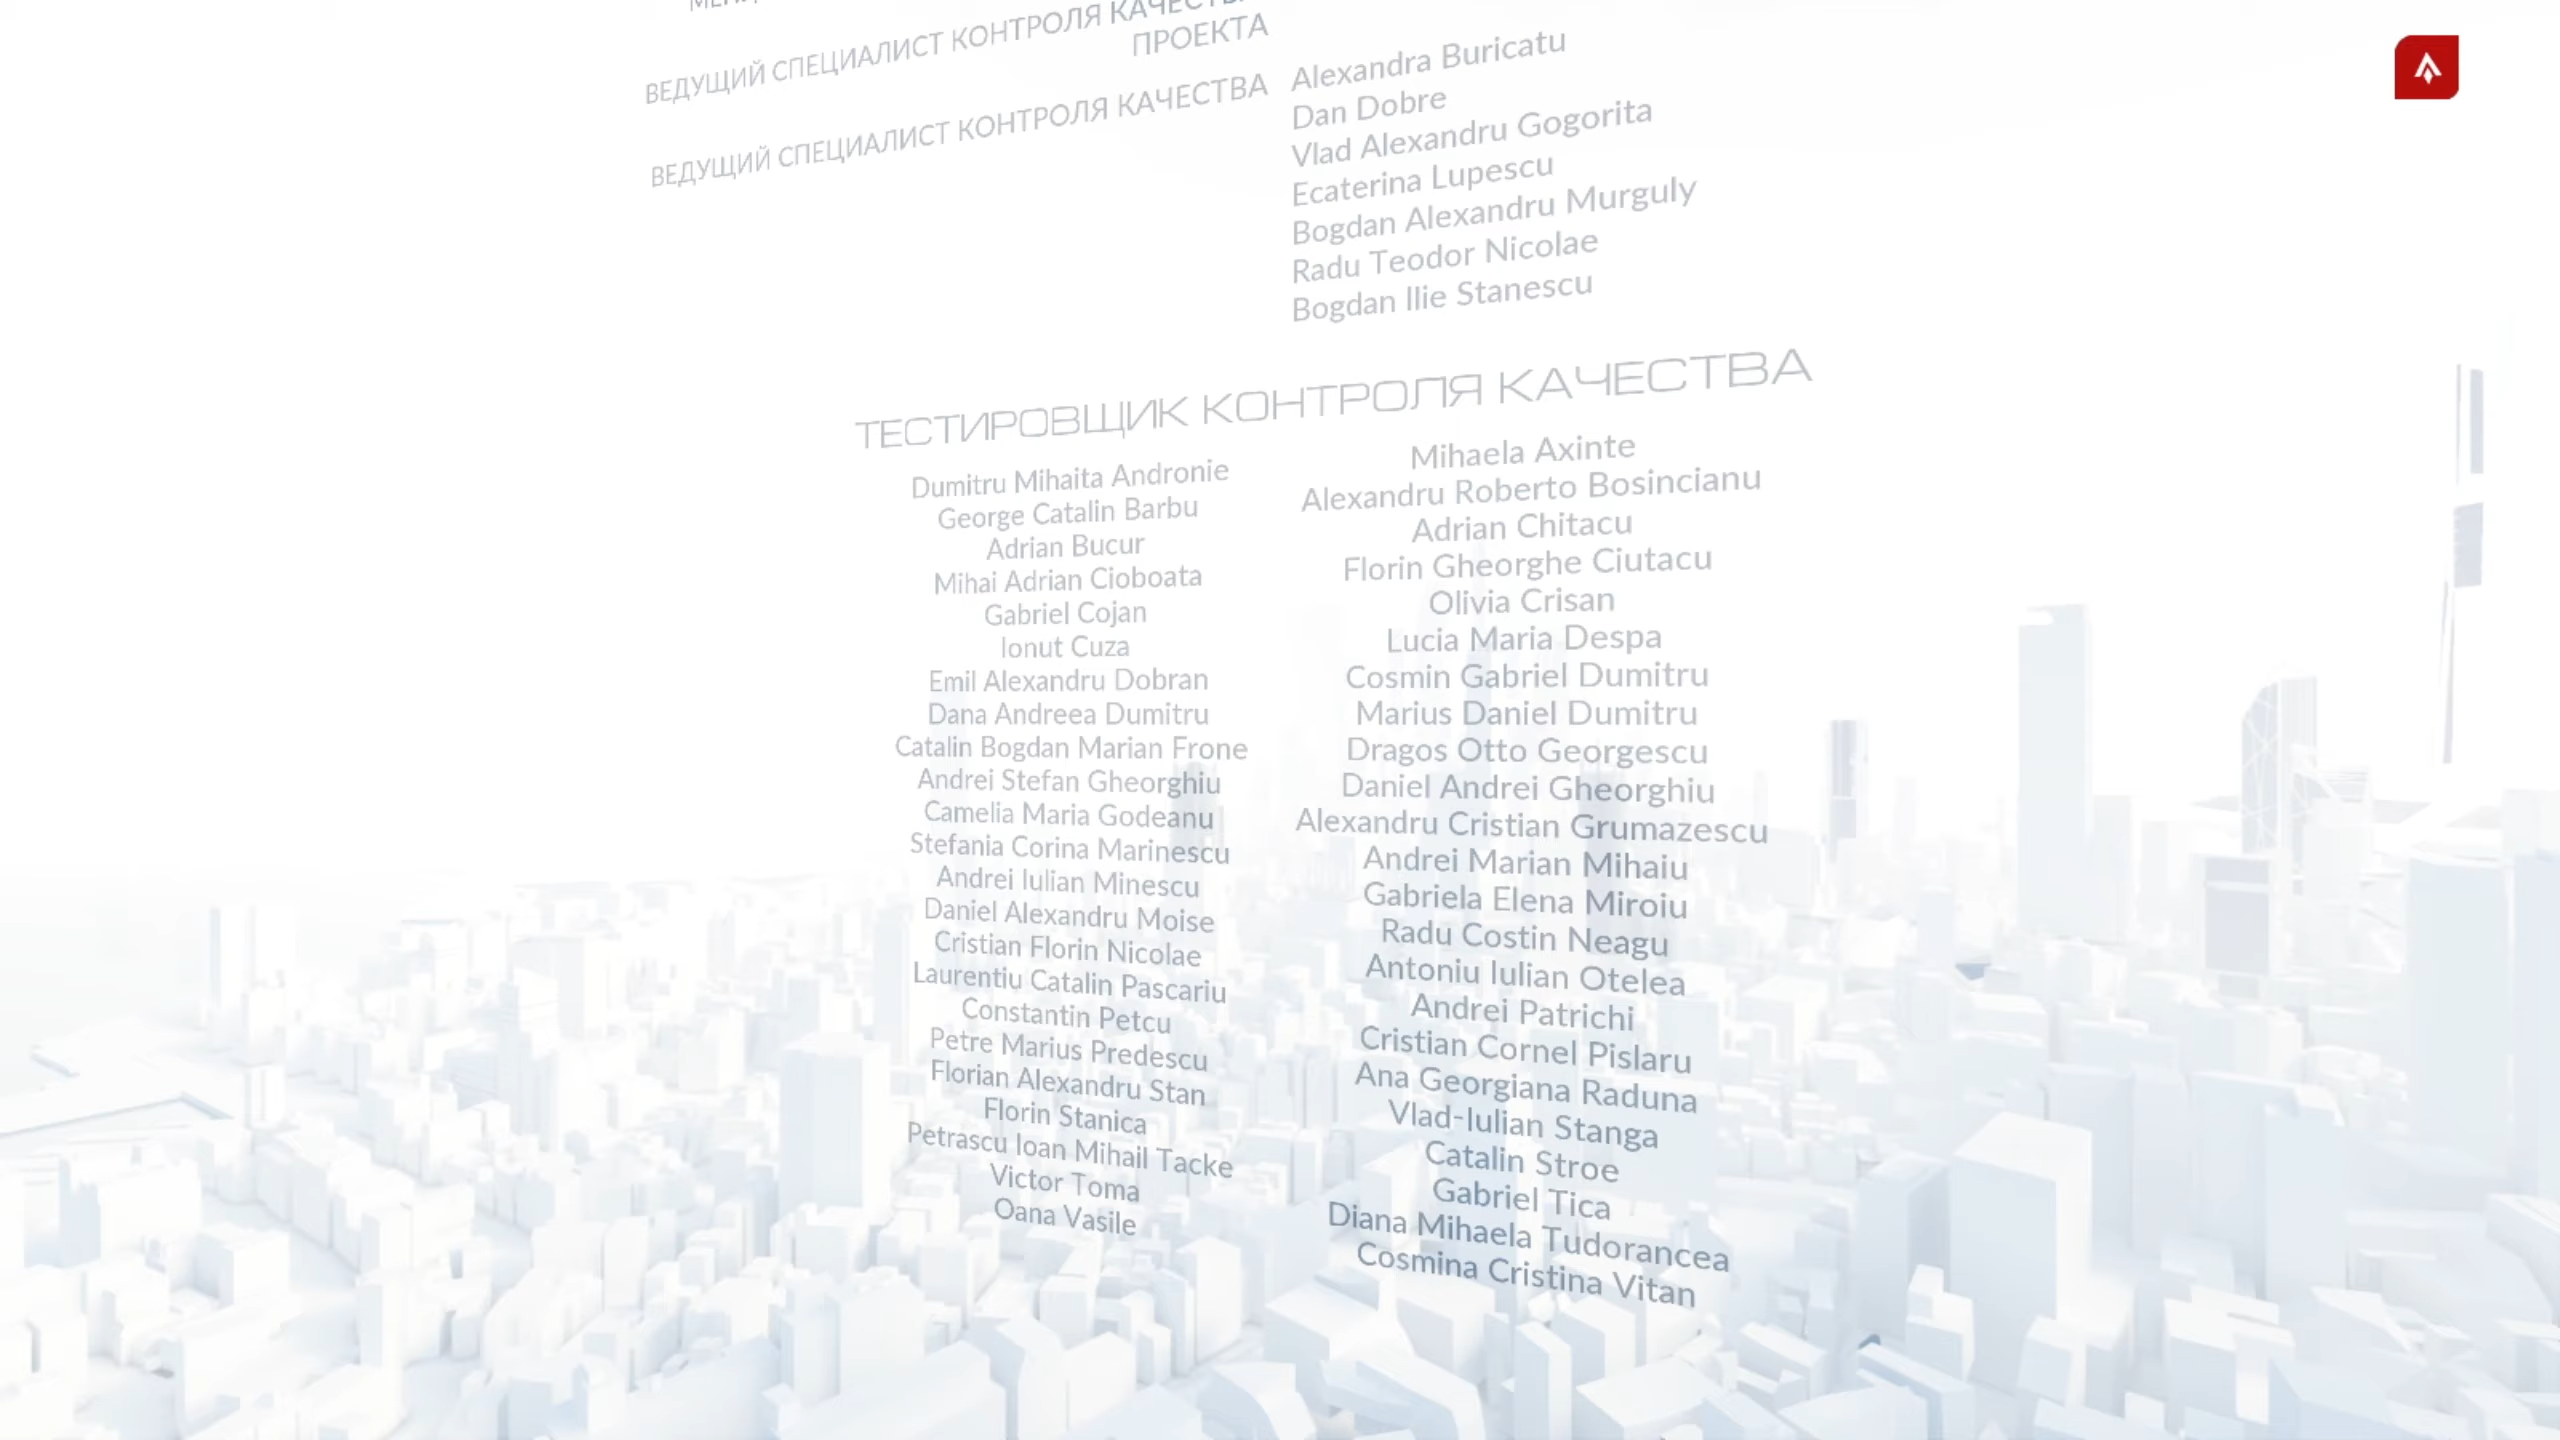 ВЕДУЩИЙ СПЕЦИАЛИСТ КОНТРОЛЯ КАЧЕСТВА
ПРОЕКТА
ВЕДУЩИЙ СПЕЦИАЛИСТ КОНТРОЛЯ КАЧЕСТВА
Alexandra Buricatu
Dan Dobre
Vlad Alexandru Gogorita
Ecaterina Lupescu
Bogdan Alexandru Murguly
Radu Teodor Nicolae
Bogdan Ilie Stanescu
ТЕСТИРОВЩИК КОНТРОЛЯ КАЧЕСТВА
Dumitru Mihaita Andronie
George Catalin Barbu
Adrian Bucur
Mihai Adrian Cioboata
Gabriel Cojan
Ionut Cuza
Emil Alexandru Dobran
Dana Andreea Dumitru
Catalin Bogdan Marian Frone
Andrei Stefan Gheorghiu
Camelia Maria Godeanu
Stefania Corina Marinescu
Andrei Iulian Minescu
Daniel Alexandru Moise
Cristian Florin Nicolae
Laurentiu Catalin Pascariu
Constantin Petcu
Petre Marius Predescu
Florian Alexandru Stan
Florin Stanica
Petrascu Ioan Mihail Tacke
Victor Toma
Oana Vasile
Mihaela Axinte
Alexandru Roberto Bosincianu
Adrian Chitacu
Florin Gheorghe Ciutacu
Olivia Crisan
Lucia Maria Despa
Cosmin Gabriel Dumitru
Marius Daniel Dumitru
Dragos Otto Georgescu
Daniel Andrei Gheorghiu
Alexandru Cristian Grumazescu
Andrei Marian Mihaiu
Gabriela Elena Miroiu
Radu Costin Neagu
Antoniu Iulian Otelea
Andrei Patrichi
Cristian Cornel Pislaru
Ana Georgiana Raduna
Vlad-Iulian Stanga
Catalin Stroe
Gabriel Tica
Diana Mihaela Tudorancea
Cosmina Cristina Vitan